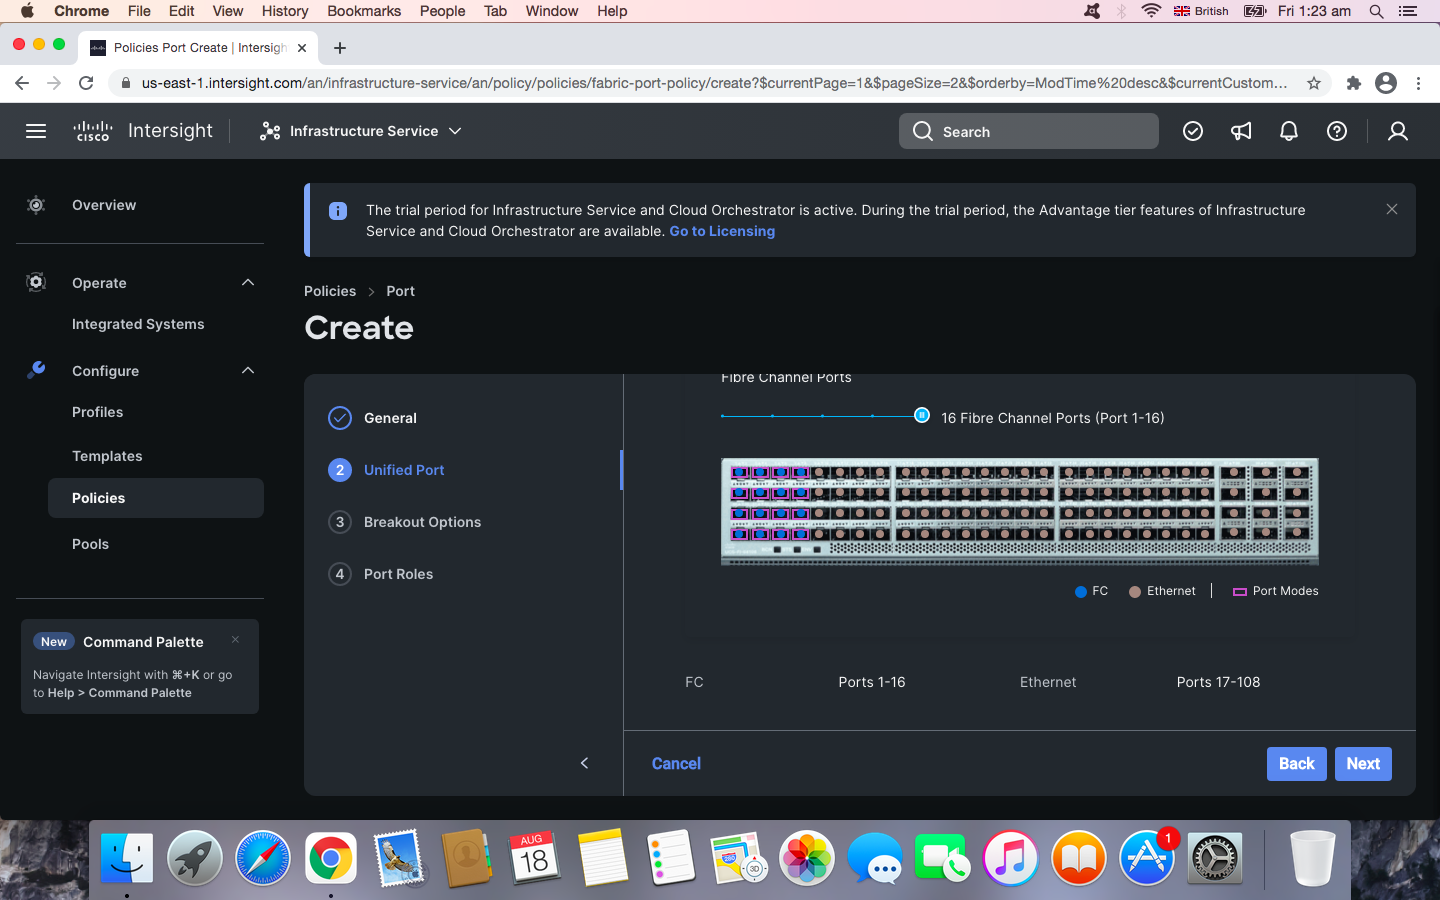 Chrome File Edit View History Bookmarks People Tab Window Help British Fri 1:23 am
Policies Port Create | Intersigh
us-east-1.intersight.com/an/infrastructure-service/an/policy/policies/fabric-port-policy/create?$currentPage=1&$pageSize=2&$orderby=ModTime%20desc&$currentCustom...
CISCO Intersight Infrastructure Service Search
Overview
Operate
Integrated Systems
Configure
Profiles
Templates
Policies
Pools
New Command Palette
Navigate Intersight with ⌘+K or go
to Help > Command Palette
The trial period for Infrastructure Service and Cloud Orchestrator is active. During the trial period, the Advantage tier features of Infrastructure
Service and Cloud Orchestrator are available. Go to Licensing
Policies > Port
Create
General
2 Unified Port
3 Breakout Options
4 Port Roles
Fibre Channel Ports
16 Fibre Channel Ports (Port 1-16)
FC Ethernet Port Modes
FC Ports 1-16 Ethernet Ports 17-108
Cancel Back Next
AUG
18
280
3D
1